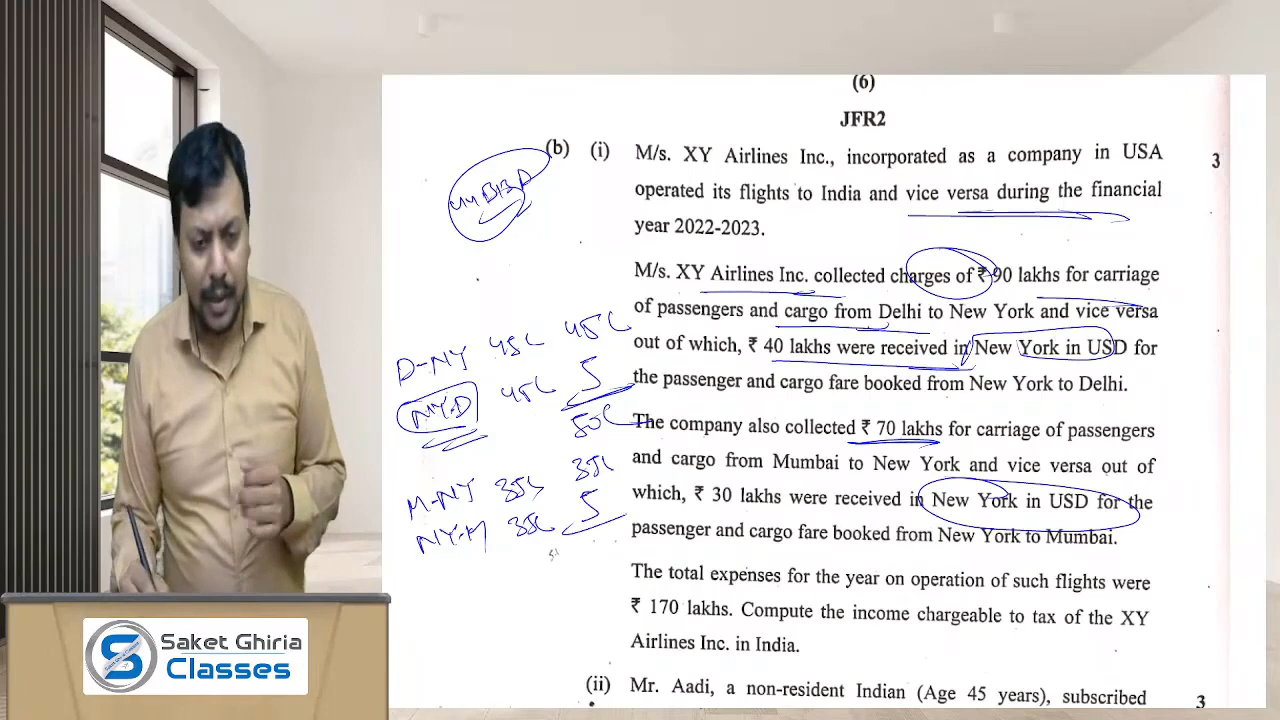 (6)
JFR2
(b) (i) M/s. XY Airlines Inc., incorporated as a company in USA 3
operated its flights to India and vice versa during the financial
year 2022-2023.
44BBA
M/s. XY Airlines Inc. collected charges of ₹ 90 lakhs for carriage
of passengers and cargo from Delhi to New York and vice versa
out of which, ₹ 40 lakhs were received in New York in USD for
the passenger and cargo fare booked from New York to Delhi.
D-NY 45L 45L
NY-D 45L 5
50L
The company also collected ₹ 70 lakhs for carriage of passengers
and cargo from Mumbai to New York and vice versa out of
which, ₹ 30 lakhs were received in New York in USD for the
passenger and cargo fare booked from New York to Mumbai.
M-NY 35L 35L
NY-M 35L 5
The total expenses for the year on operation of such flights were
₹ 170 lakhs. Compute the income chargeable to tax of the XY
Airlines Inc. in India.
(ii) Mr. Aadi, a non-resident Indian (Age 45 years), subscribed 3
S
Saket Ghiria
Classes